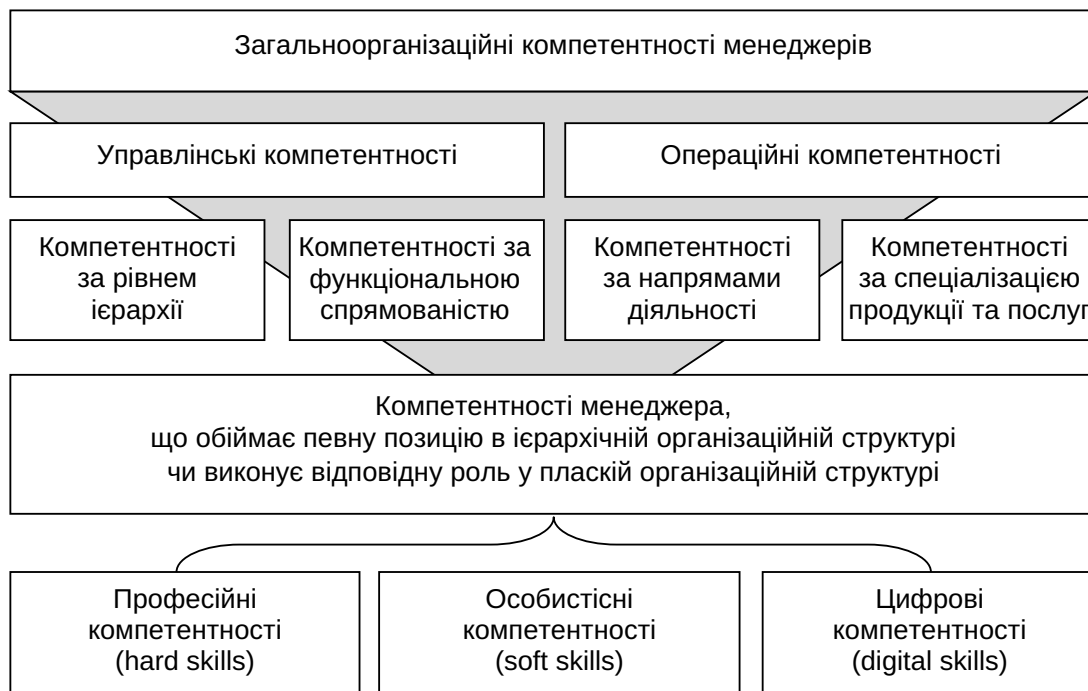 Загальноорганізаційні компетентності менеджерів
Управлінські компетентності
Операційні компетентності
Компетентності
за рівнем
ієрархії
Компетентності за
функціональною
спрямованістю
Компетентності
за напрямами
діяльності
Компетентності
за спеціалізацією
продукції та послуг
Компетентності менеджера,
що обіймає певну позицію в ієрархічній організаційній структурі
чи виконує відповідну роль у пласкій організаційній структурі
Професійні
компетентності
(hard skills)
Особистісні
компетентності
(soft skills)
Цифрові
компетентності
(digital skills)